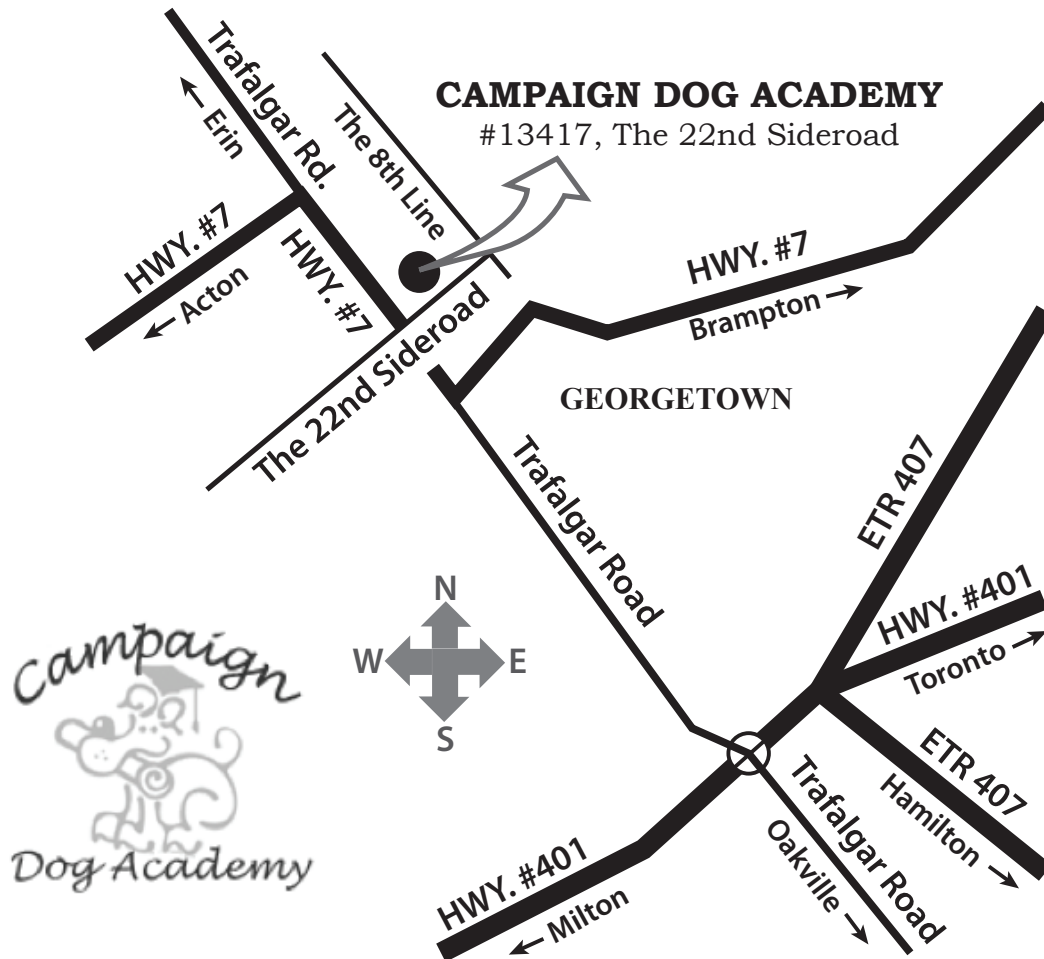 CAMPAIGN DOG ACADEMY
#13417, The 22nd Sideroad
Trafalgar Rd.
← Erin
The 8th Line
HWY. #7
← Acton
HWY. #7
The 22nd Sideroad
HWY. #7
Brampton →
GEORGETOWN
Trafalgar Road
ETR 407
HWY. #401
Toronto →
ETR 407
Hamilton →
Trafalgar Road
Oakville →
HWY. #401
← Milton
N
W E
S
Campaign
Dog Academy